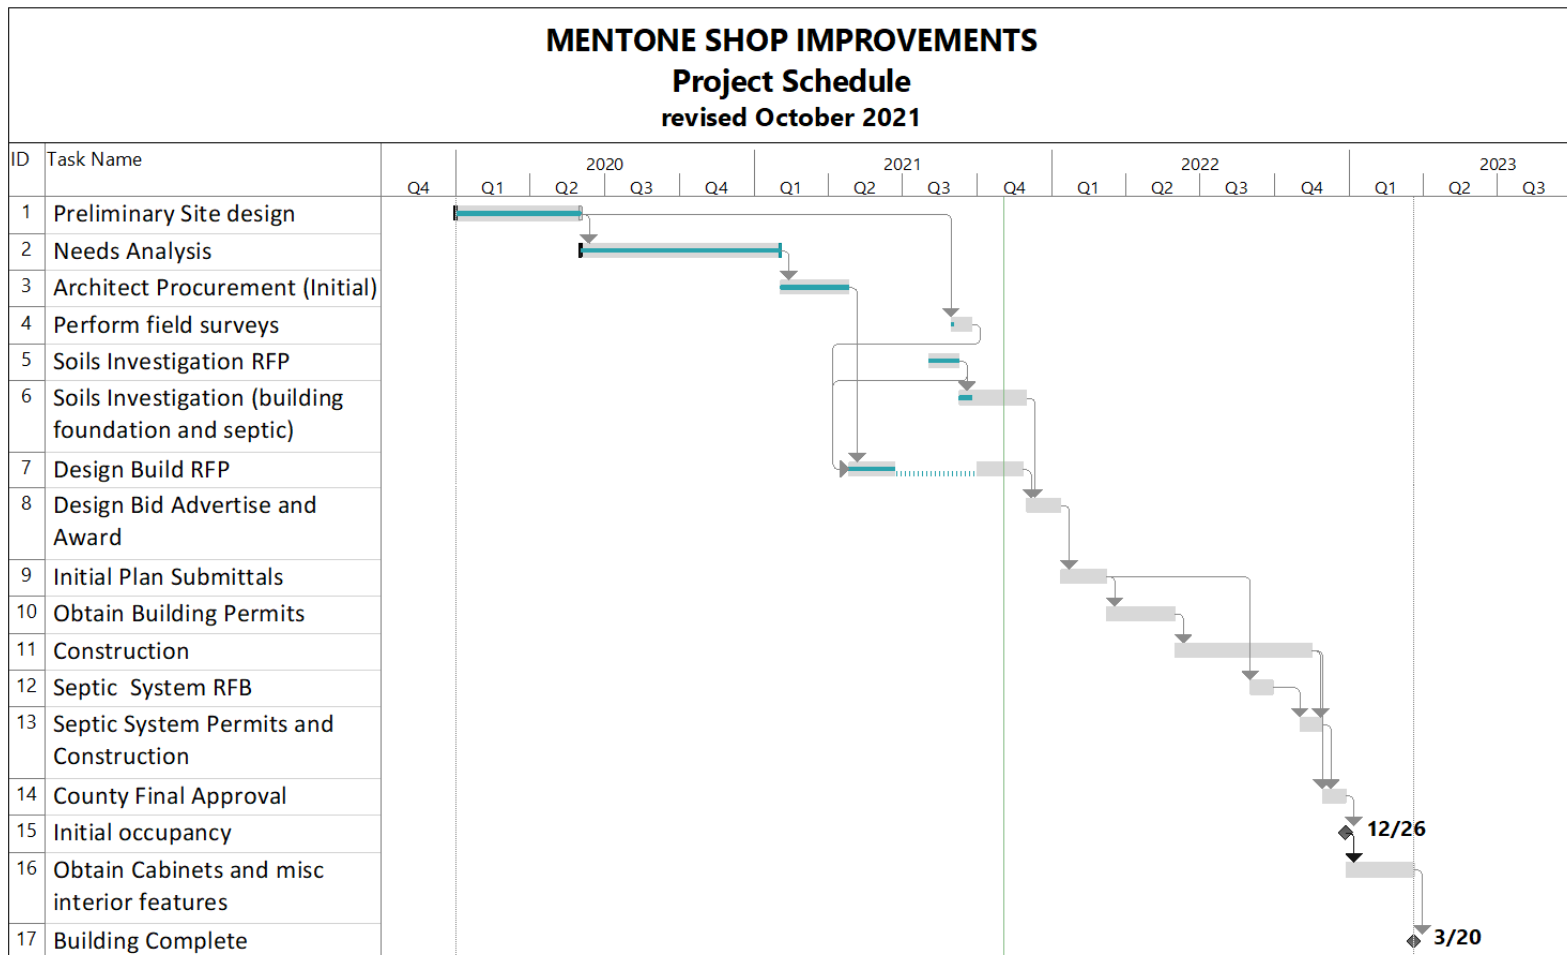 MENTONE SHOP IMPROVEMENTS
Project Schedule
revised October 2021
ID Task Name
2020 2021 2022 2023
Q4 Q1 Q2 Q3 Q4 Q1 Q2 Q3 Q4 Q1 Q2 Q3 Q4 Q1 Q2 Q3
1 Preliminary Site design
2 Needs Analysis
3 Architect Procurement (Initial)
4 Perform field surveys
5 Soils Investigation RFP
6 Soils Investigation (building
foundation and septic)
7 Design Build RFP
8 Design Bid Advertise and
Award
9 Initial Plan Submittals
10 Obtain Building Permits
11 Construction
12 Septic System RFB
13 Septic System Permits and
Construction
14 County Final Approval
15 Initial occupancy 12/26
16 Obtain Cabinets and misc
interior features
17 Building Complete 3/20